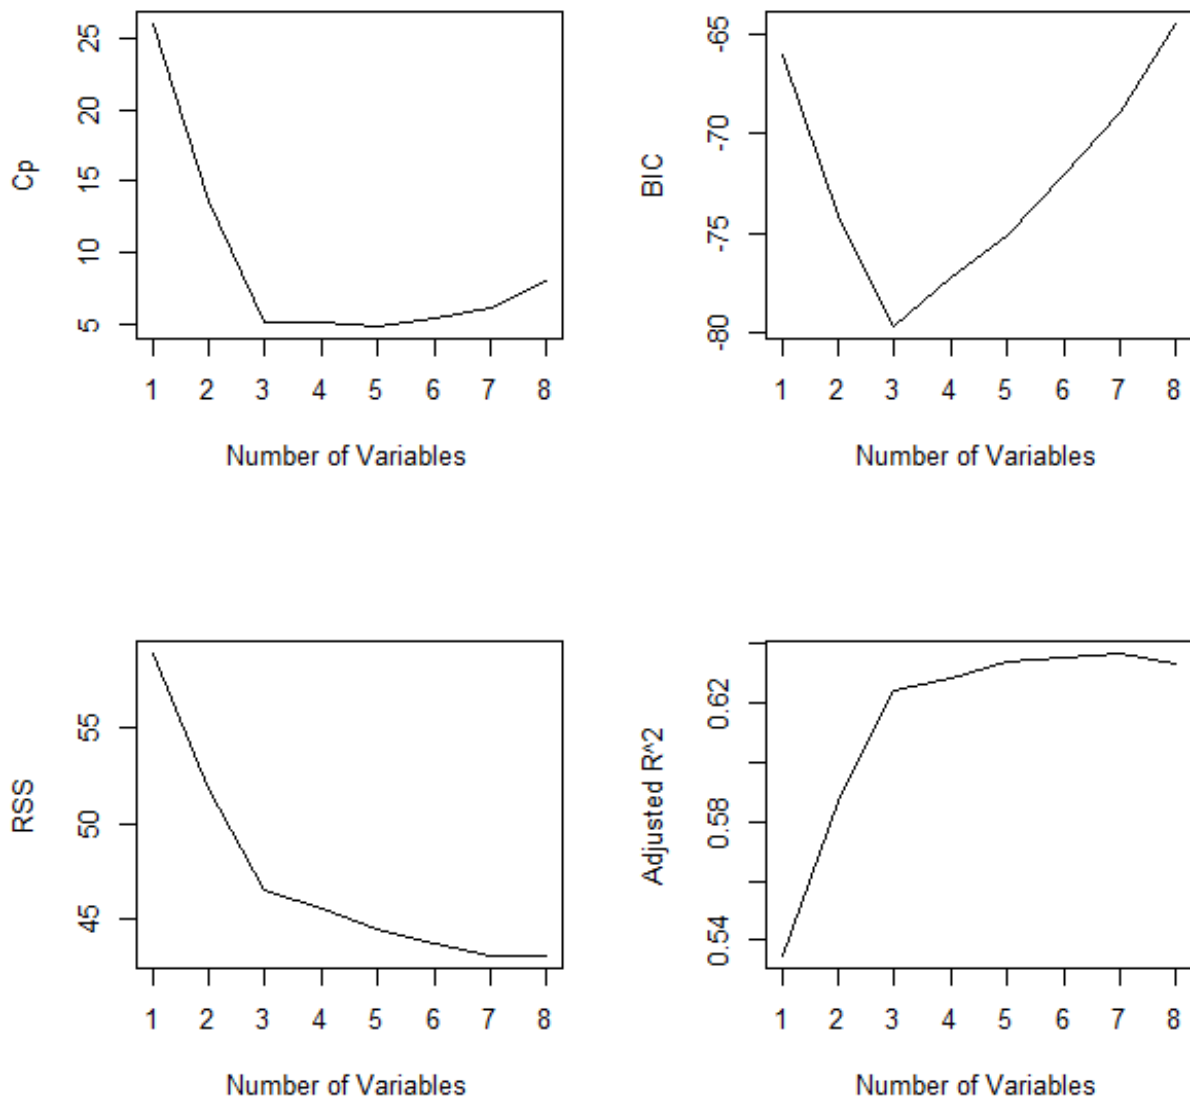 Cp
25
20
15
10
5
1 2 3 4 5 6 7 8
Number of Variables
BIC
-65
-70
-75
-80
1 2 3 4 5 6 7 8
Number of Variables
RSS
55
50
45
1 2 3 4 5 6 7 8
Number of Variables
Adjusted R^2
0.62
0.58
0.54
1 2 3 4 5 6 7 8
Number of Variables